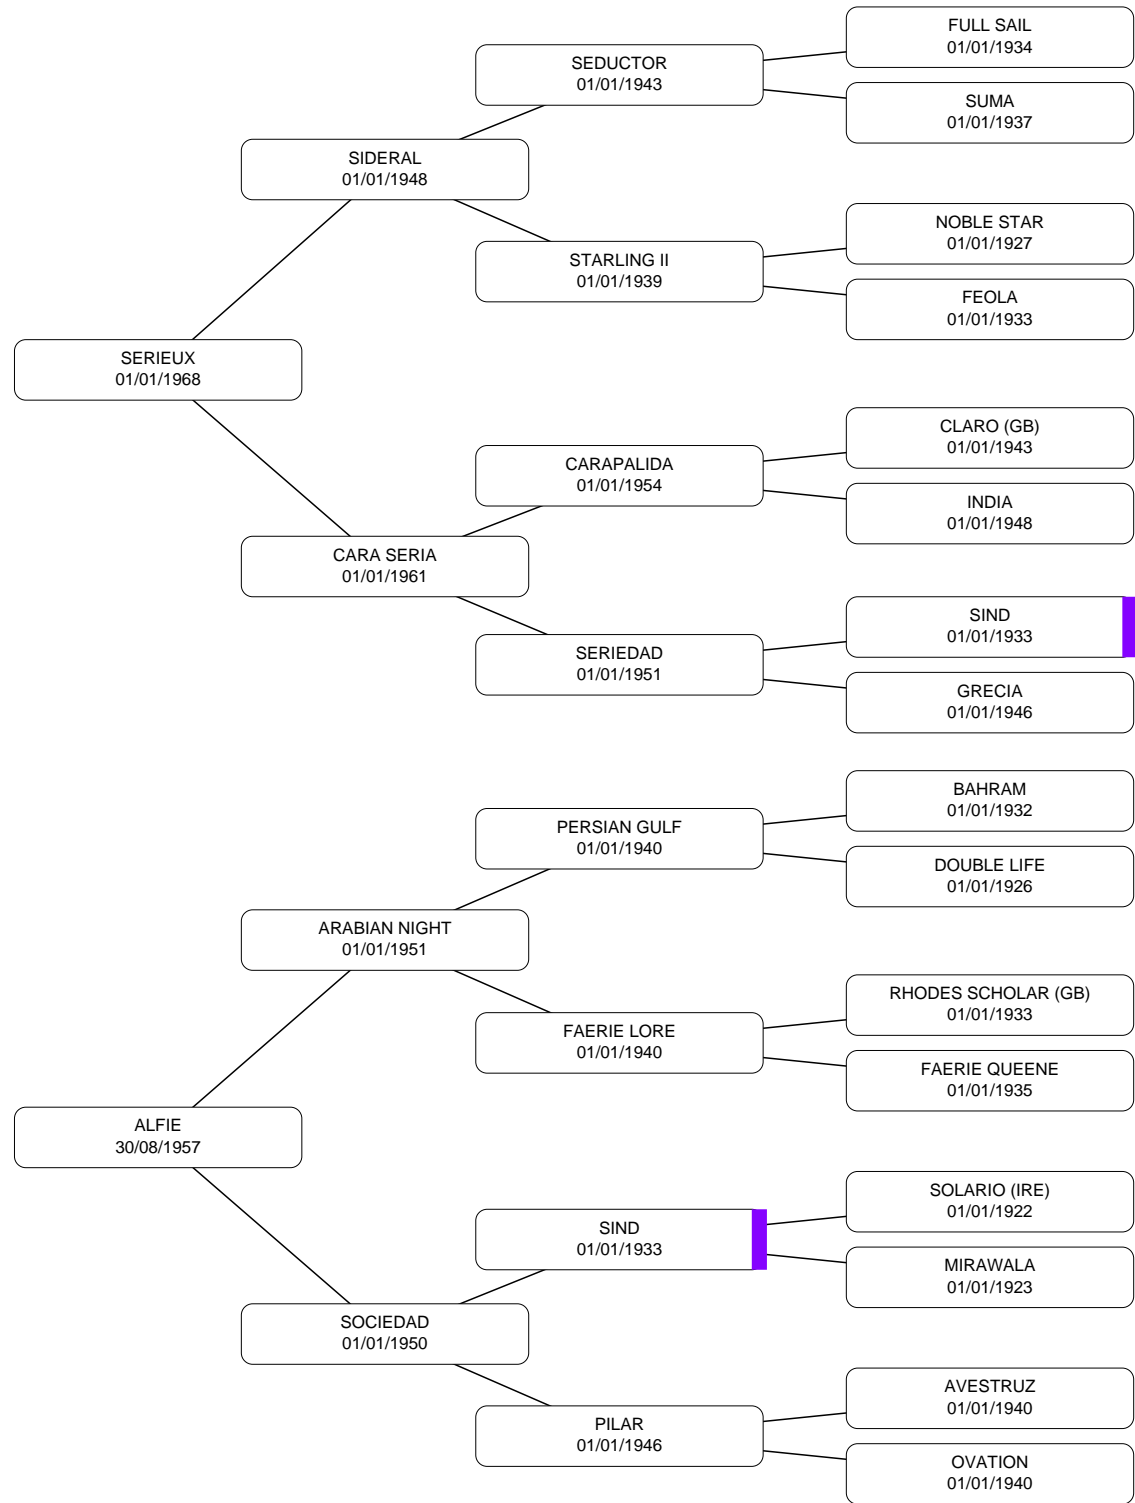 FULL SAIL
01/01/1934
SEDUCTOR
01/01/1943
SUMA
01/01/1937
SIDERAL
01/01/1948
NOBLE STAR
01/01/1927
STARLING II
01/01/1939
FEOLA
01/01/1933
SERIEUX
01/01/1968
CLARO (GB)
01/01/1943
CARAPALIDA
01/01/1954
INDIA
01/01/1948
CARA SERIA
01/01/1961
SIND
01/01/1933
SERIEDAD
01/01/1951
GRECIA
01/01/1946
BAHRAM
01/01/1932
PERSIAN GULF
01/01/1940
DOUBLE LIFE
01/01/1926
ARABIAN NIGHT
01/01/1951
RHODES SCHOLAR (GB)
01/01/1933
FAERIE LORE
01/01/1940
FAERIE QUEENE
01/01/1935
ALFIE
30/08/1957
SOLARIO (IRE)
01/01/1922
SIND
01/01/1933
MIRAWALA
01/01/1923
SOCIEDAD
01/01/1950
AVESTRUZ
01/01/1940
PILAR
01/01/1946
OVATION
01/01/1940